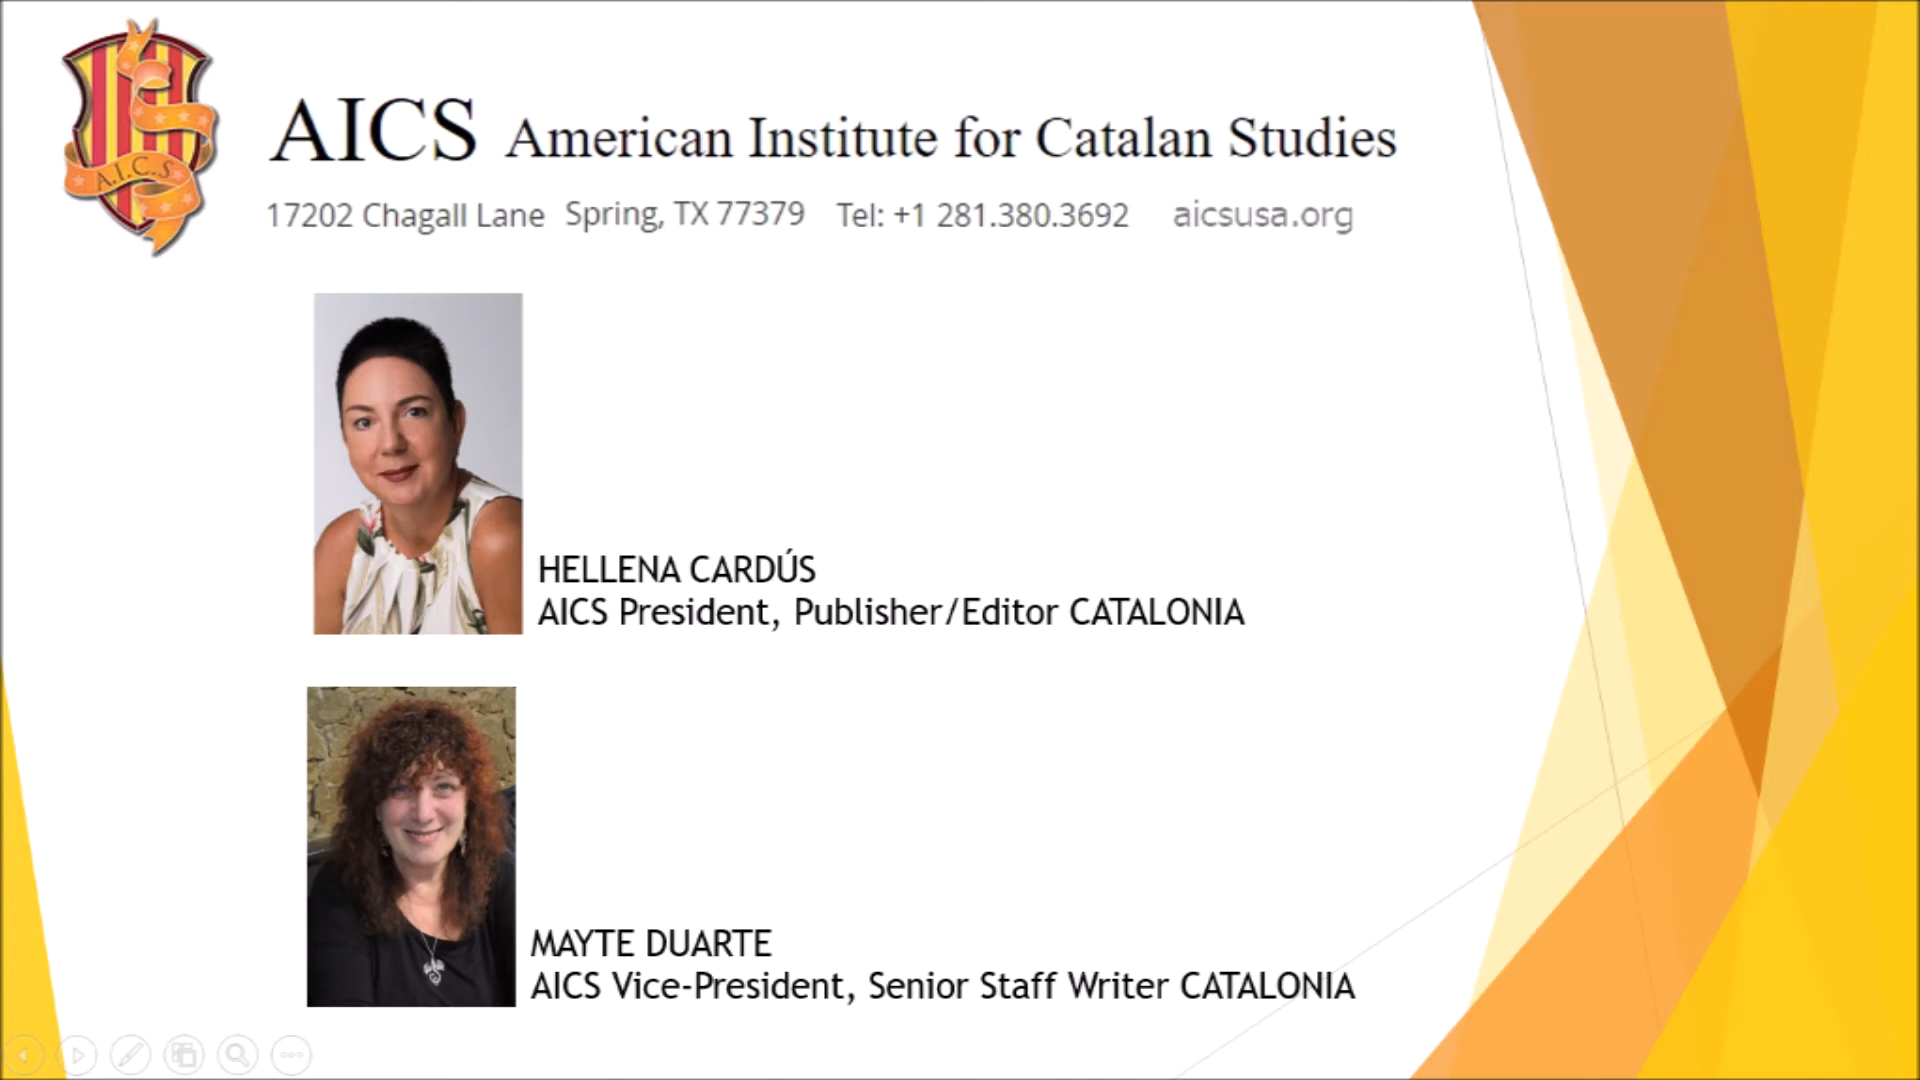 A.I.C.S
AICS American Institute for Catalan Studies
17202 Chagall Lane Spring, TX 77379 Tel: +1 281.380.3692 aicsusa.org
HELLENA CARDÚS
AICS President, Publisher/Editor CATALONIA
MAYTE DUARTE
AICS Vice-President, Senior Staff Writer CATALONIA